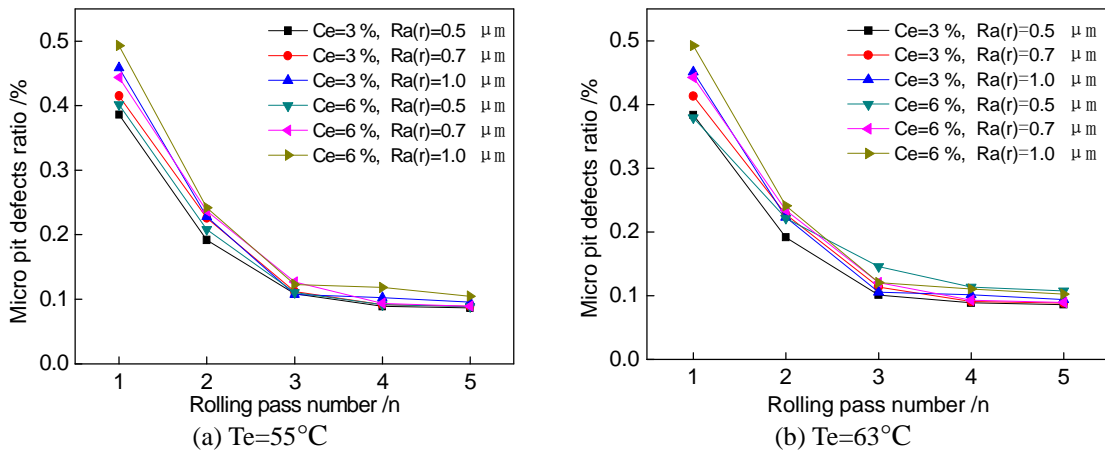 Ce=3 %, Ra(r)=0.5 μm
Ce=3 %, Ra(r)=0.7 μm
Ce=3 %, Ra(r)=1.0 μm
Ce=6 %, Ra(r)=0.5 μm
Ce=6 %, Ra(r)=0.7 μm
Ce=6 %, Ra(r)=1.0 μm
Micro pit defects ratio /%
0.5
0.4
0.3
0.2
0.1
0.0
1 2 3 4 5
Rolling pass number /n
(a) Te=55°C
Ce=3 %, Ra(r)=0.5 μm
Ce=3 %, Ra(r)=0.7 μm
Ce=3 %, Ra(r)=1.0 μm
Ce=6 %, Ra(r)=0.5 μm
Ce=6 %, Ra(r)=0.7 μm
Ce=6 %, Ra(r)=1.0 μm
Micro pit defects ratio /%
0.5
0.4
0.3
0.2
0.1
0.0
1 2 3 4 5
Rolling pass number /n
(b) Te=63°C